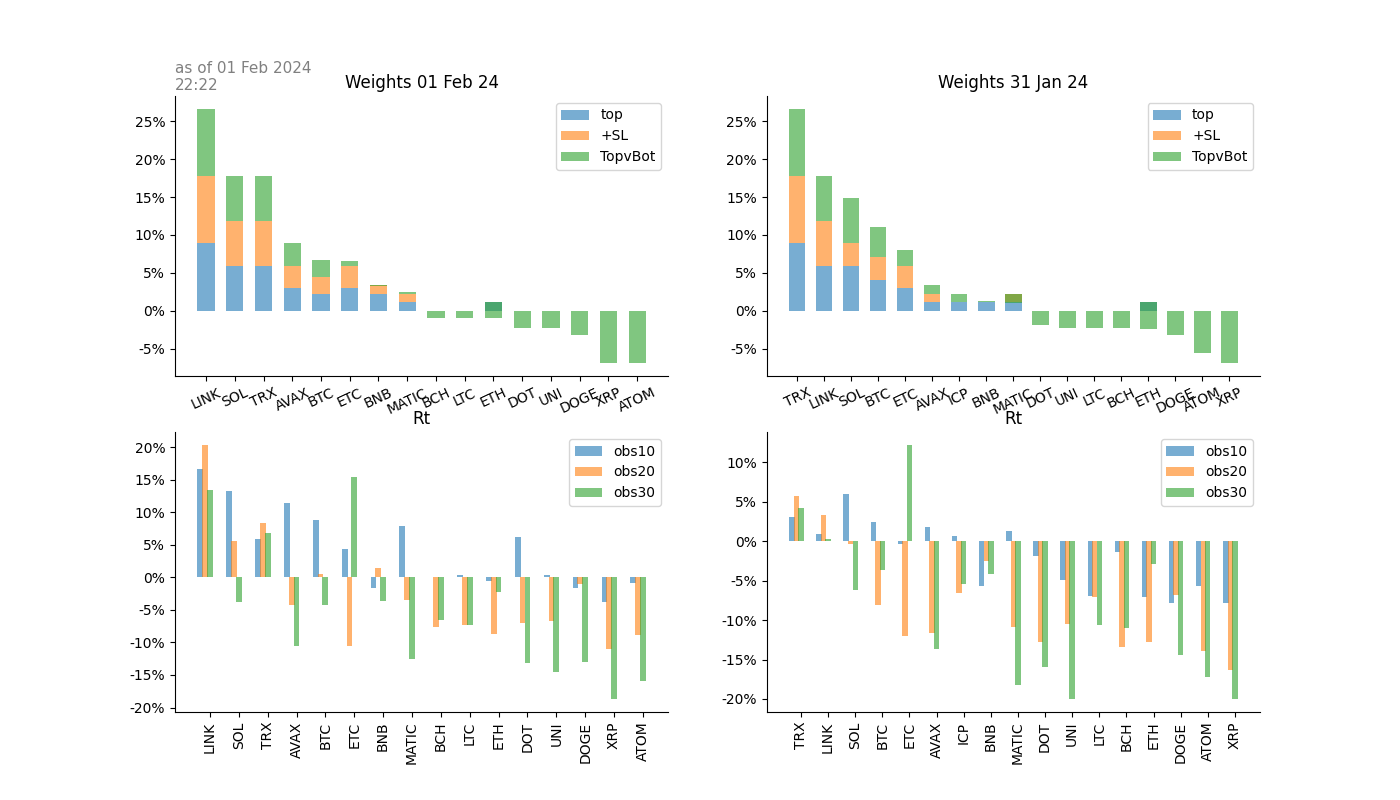 as of 01 Feb 2024
22:22
Weights 01 Feb 24
25%
20%
15%
10%
5%
0%
-5%
top
+SL
TopvBot
LINK SOL TRX AVAX BTC ETC BNB MATIC BCH LTC ETH DOT UNI DOGE XRP ATOM
Weights 31 Jan 24
25%
20%
15%
10%
5%
0%
-5%
top
+SL
TopvBot
TRX LINK SOL BTC ETC AVAX ICP BNB MATIC DOT UNI LTC BCH ETH DOGE ATOM XRP
Rt
20%
15%
10%
5%
0%
-5%
-10%
-15%
-20%
obs10
obs20
obs30
LINK SOL TRX AVAX BTC ETC BNB MATIC BCH LTC ETH DOT UNI DOGE XRP ATOM
Rt
10%
5%
0%
-5%
-10%
-15%
-20%
obs10
obs20
obs30
TRX LINK SOL BTC ETC AVAX ICP BNB MATIC DOT UNI LTC BCH ETH DOGE ATOM XRP